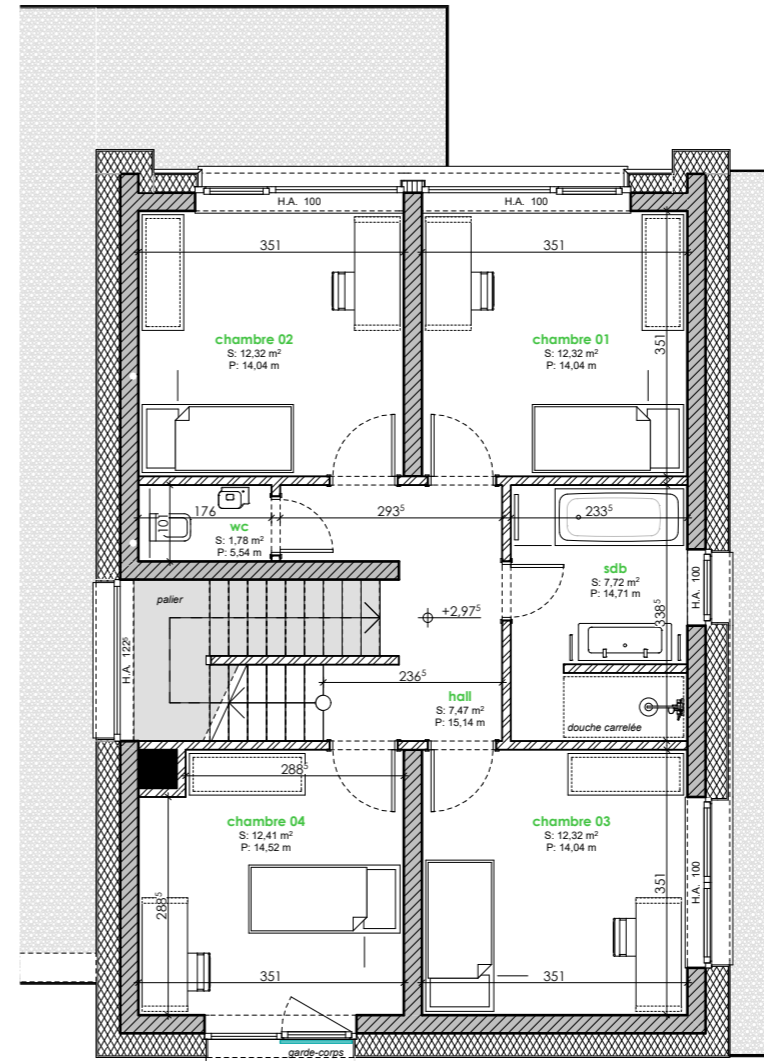 H.A. 100
H.A. 100
351
351
chambre 02
S: 12,32 m²
P: 14,04 m
chambre 01
S: 12,32 m²
P: 14,04 m
351
176
293⁵
233⁵
101
wc
S: 1,78 m²
P: 5,54 m
sdb
S: 7,72 m²
P: 14,71 m
H.A. 100
338⁵
palier
+2,97⁵
H.A. 122⁵
236⁵
hall
S: 7,47 m²
P: 15,14 m
douche carrelée
288⁵
chambre 04
S: 12,41 m²
P: 14,52 m
chambre 03
S: 12,32 m²
P: 14,04 m
288⁵
351
H.A. 100
351
351
garde-corps